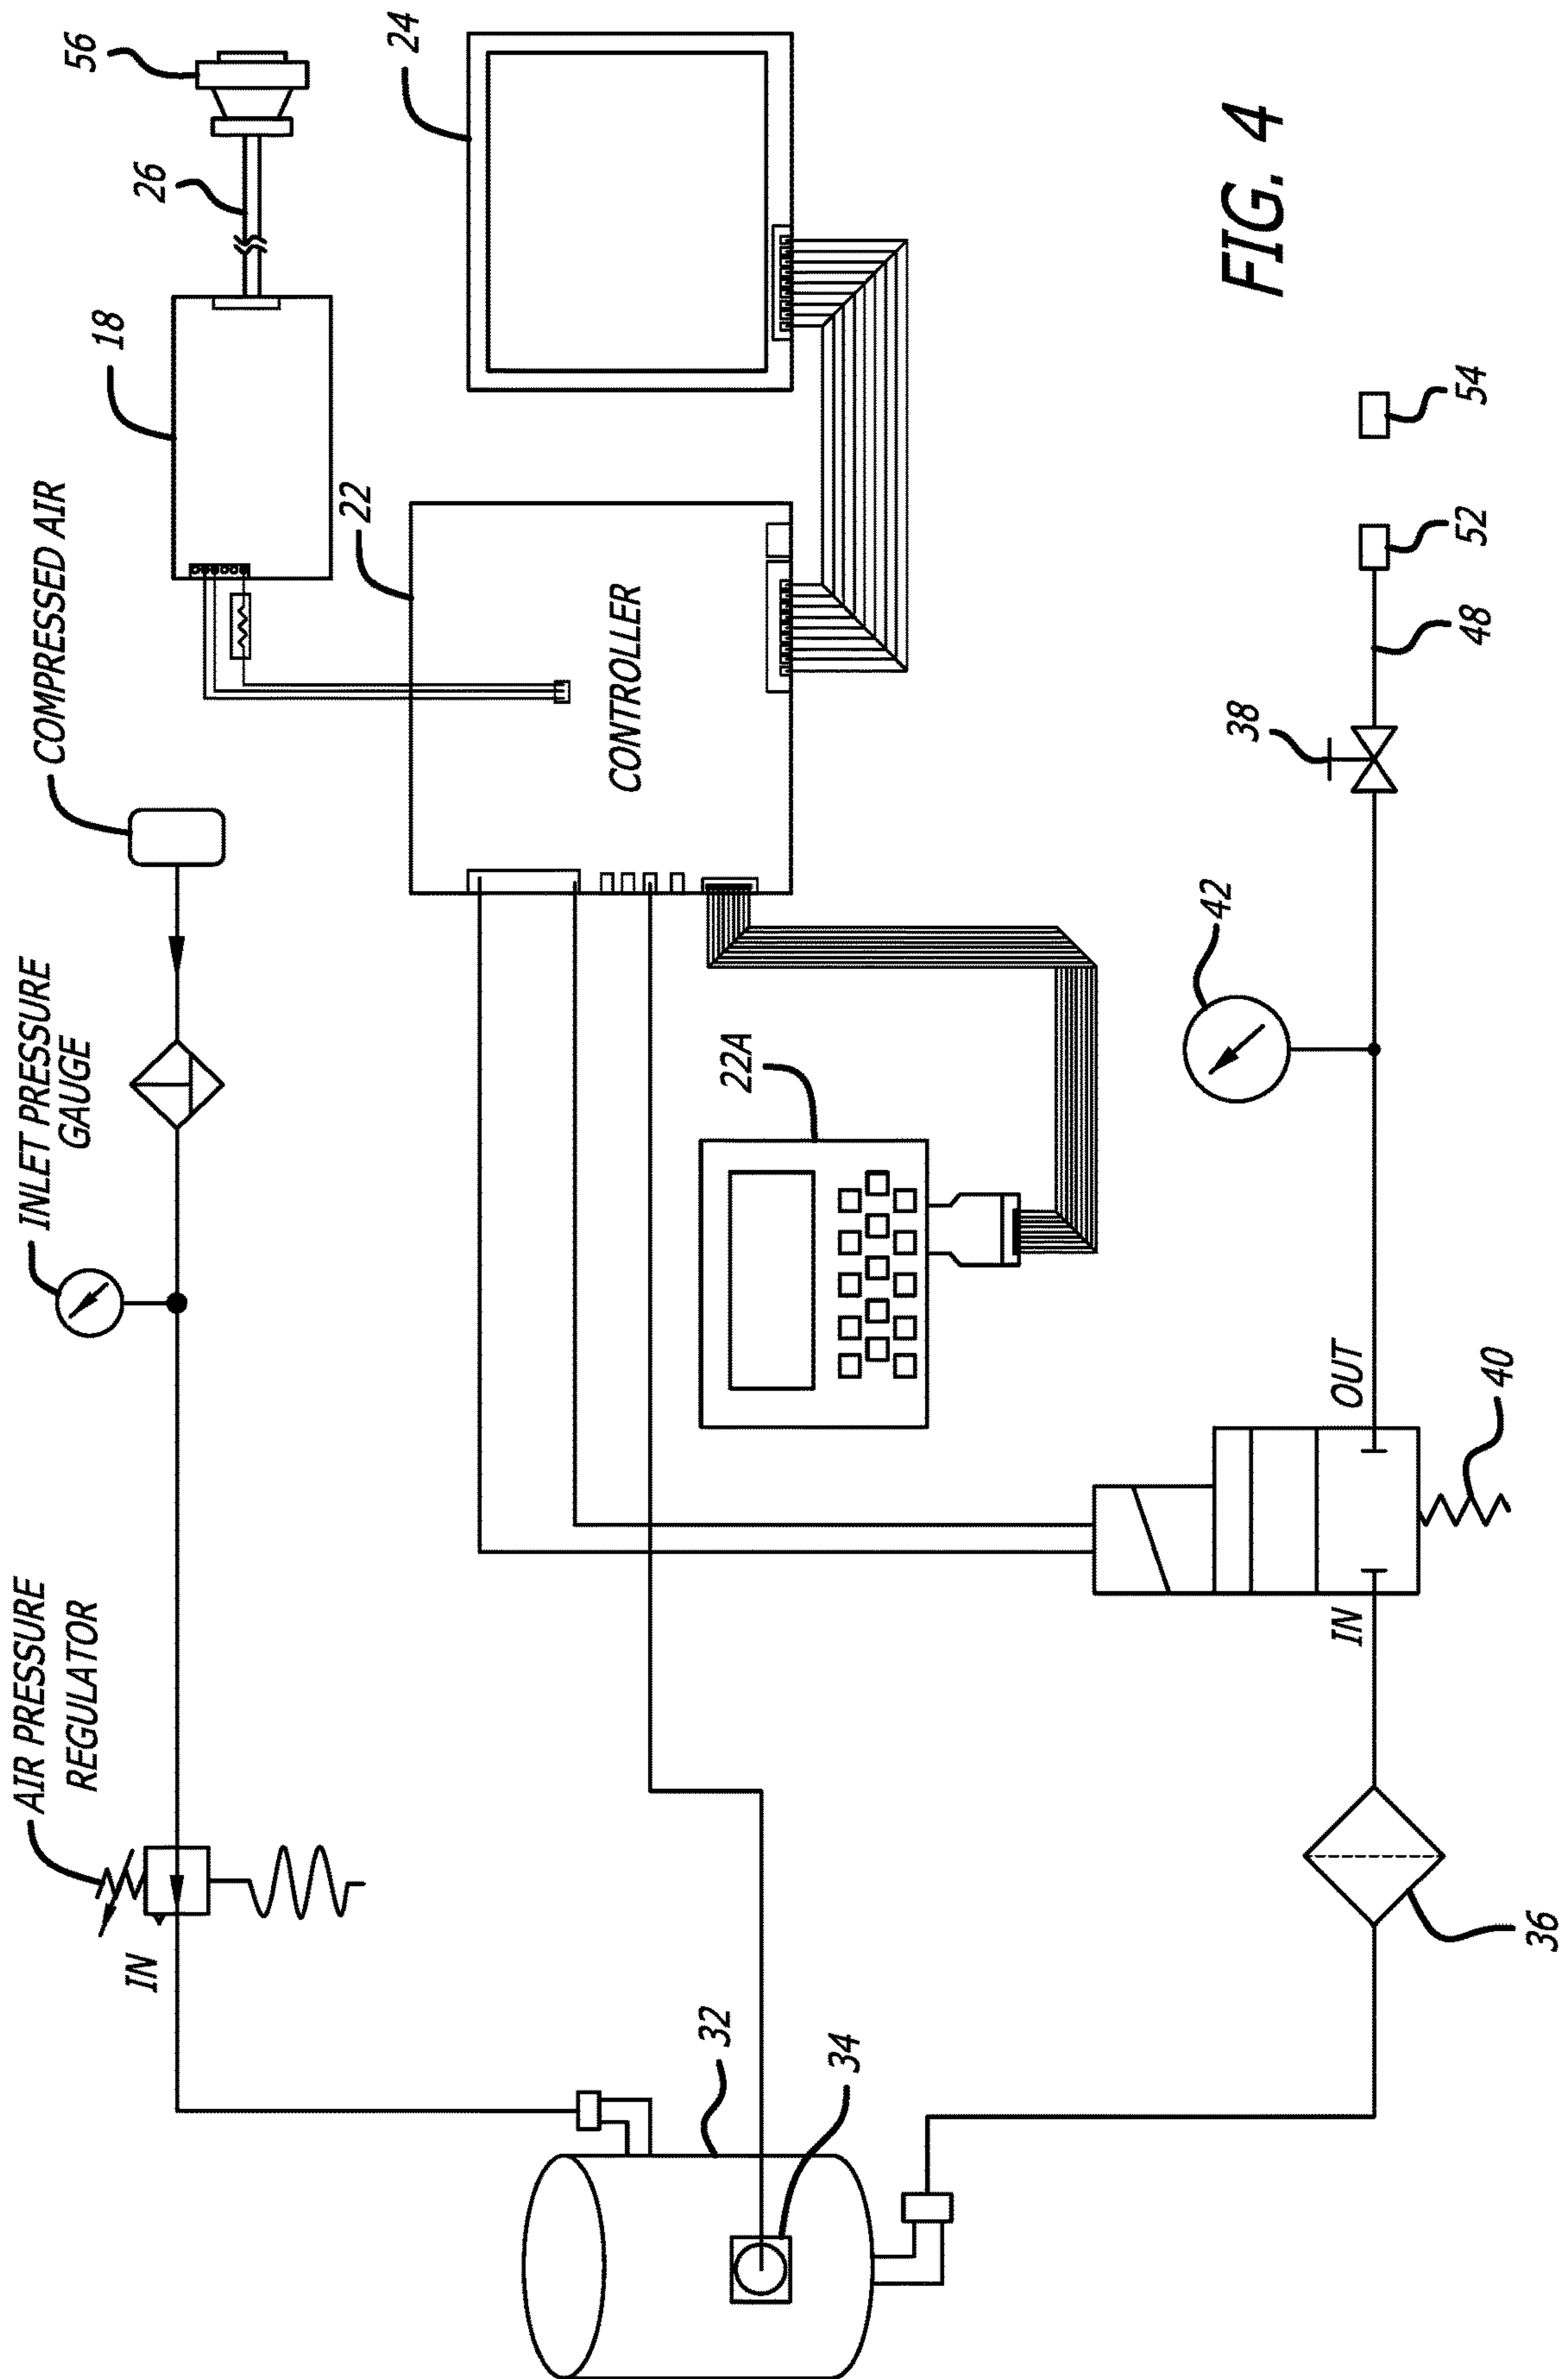 AIR PRESSURE
REGULATOR
IN
INLET PRESSURE
GAUGE
COMPRESSED AIR
18
26
56
32
34
22A
22
CONTROLLER
24
36
IN
OUT
40
42
38
48
52
54
FIG. 4